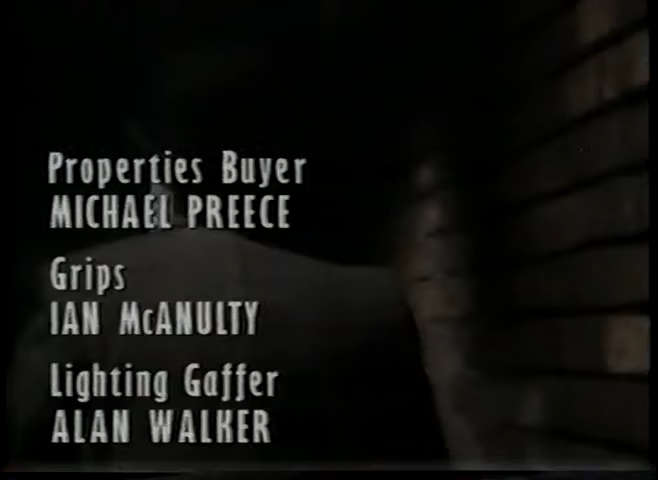 Properties Buyer
MICHAEL PREECE
Grips
IAN McANULTY
Lighting Gaffer
ALAN WALKER